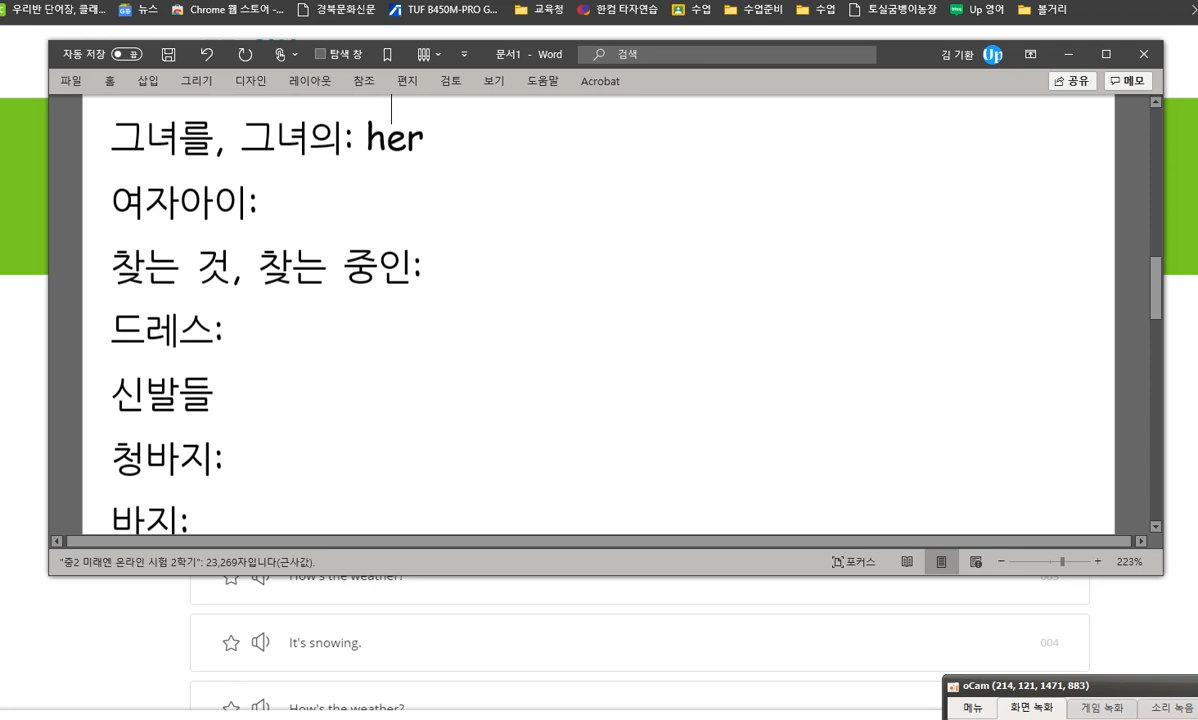 우리반 단어장, 클래... 뉴스 Chrome 웹 스토어 -... 경북문화신문 TUF B450M-PRO G... 교육청 한컴 타자연습 수업 수업준비 수업 토실굼벵이농장 Up 영어 볼거리
자동 저장 탐색 창 문서1 - Word 검색 김 기환 Up
파일 홈 삽입 그리기 디자인 레이아웃 참조 편지 검토 보기 도움말 Acrobat 공유 메모
그녀를, 그녀의: her
여자아이:
찾는 것, 찾는 중인:
드레스:
신발들
청바지:
바지:
"중2 미래엔 온라인 시험 2학기": 23,269자입니다(근사값). 포커스 223%
How's the weather? 003
It's snowing. 004
How's the weather?
oCam (214, 121, 1471, 883)
메뉴 화면 녹화 게임 녹화 소리 녹음